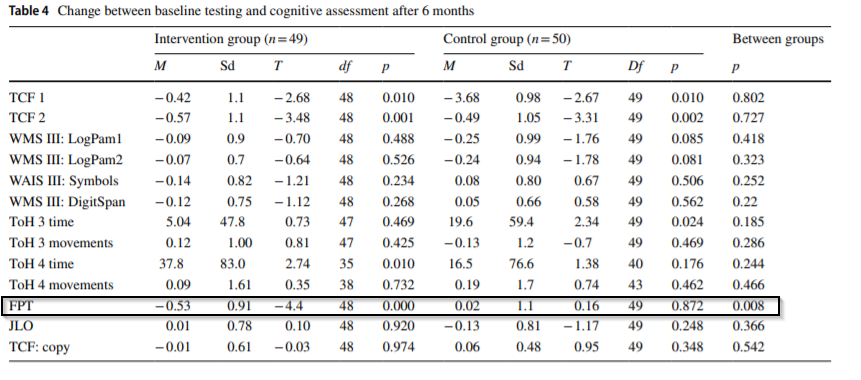 Table 4 Change between baseline testing and cognitive assessment after 6 months
Intervention group (n=49) Control group (n=50) Between groups
M Sd T df p M Sd T Df p p
TCF 1 −0.42 1.1 −2.68 48 0.010 −3.68 0.98 −2.67 49 0.010 0.802
TCF 2 −0.57 1.1 −3.48 48 0.001 −0.49 1.05 −3.31 49 0.002 0.727
WMS III: LogPam1 −0.09 0.9 −0.70 48 0.488 −0.25 0.99 −1.76 49 0.085 0.418
WMS III: LogPam2 −0.07 0.7 −0.64 48 0.526 −0.24 0.94 −1.78 49 0.081 0.323
WAIS III: Symbols −0.14 0.82 −1.21 48 0.234 0.08 0.80 0.67 49 0.506 0.252
WMS III: DigitSpan −0.12 0.75 −1.12 48 0.268 0.05 0.66 0.58 49 0.562 0.22
ToH 3 time 5.04 47.8 0.73 47 0.469 19.6 59.4 2.34 49 0.024 0.185
ToH 3 movements 0.12 1.00 0.81 47 0.425 −0.13 1.2 −0.7 49 0.469 0.286
ToH 4 time 37.8 83.0 2.74 35 0.010 16.5 76.6 1.38 40 0.176 0.244
ToH 4 movements 0.09 1.61 0.35 38 0.732 0.19 1.7 0.74 43 0.462 0.466
FPT −0.53 0.91 −4.4 48 0.000 0.02 1.1 0.16 49 0.872 0.008
JLO 0.01 0.78 0.10 48 0.920 −0.13 0.81 −1.17 49 0.248 0.366
TCF: copy −0.01 0.61 −0.03 48 0.974 0.06 0.48 0.95 49 0.348 0.542